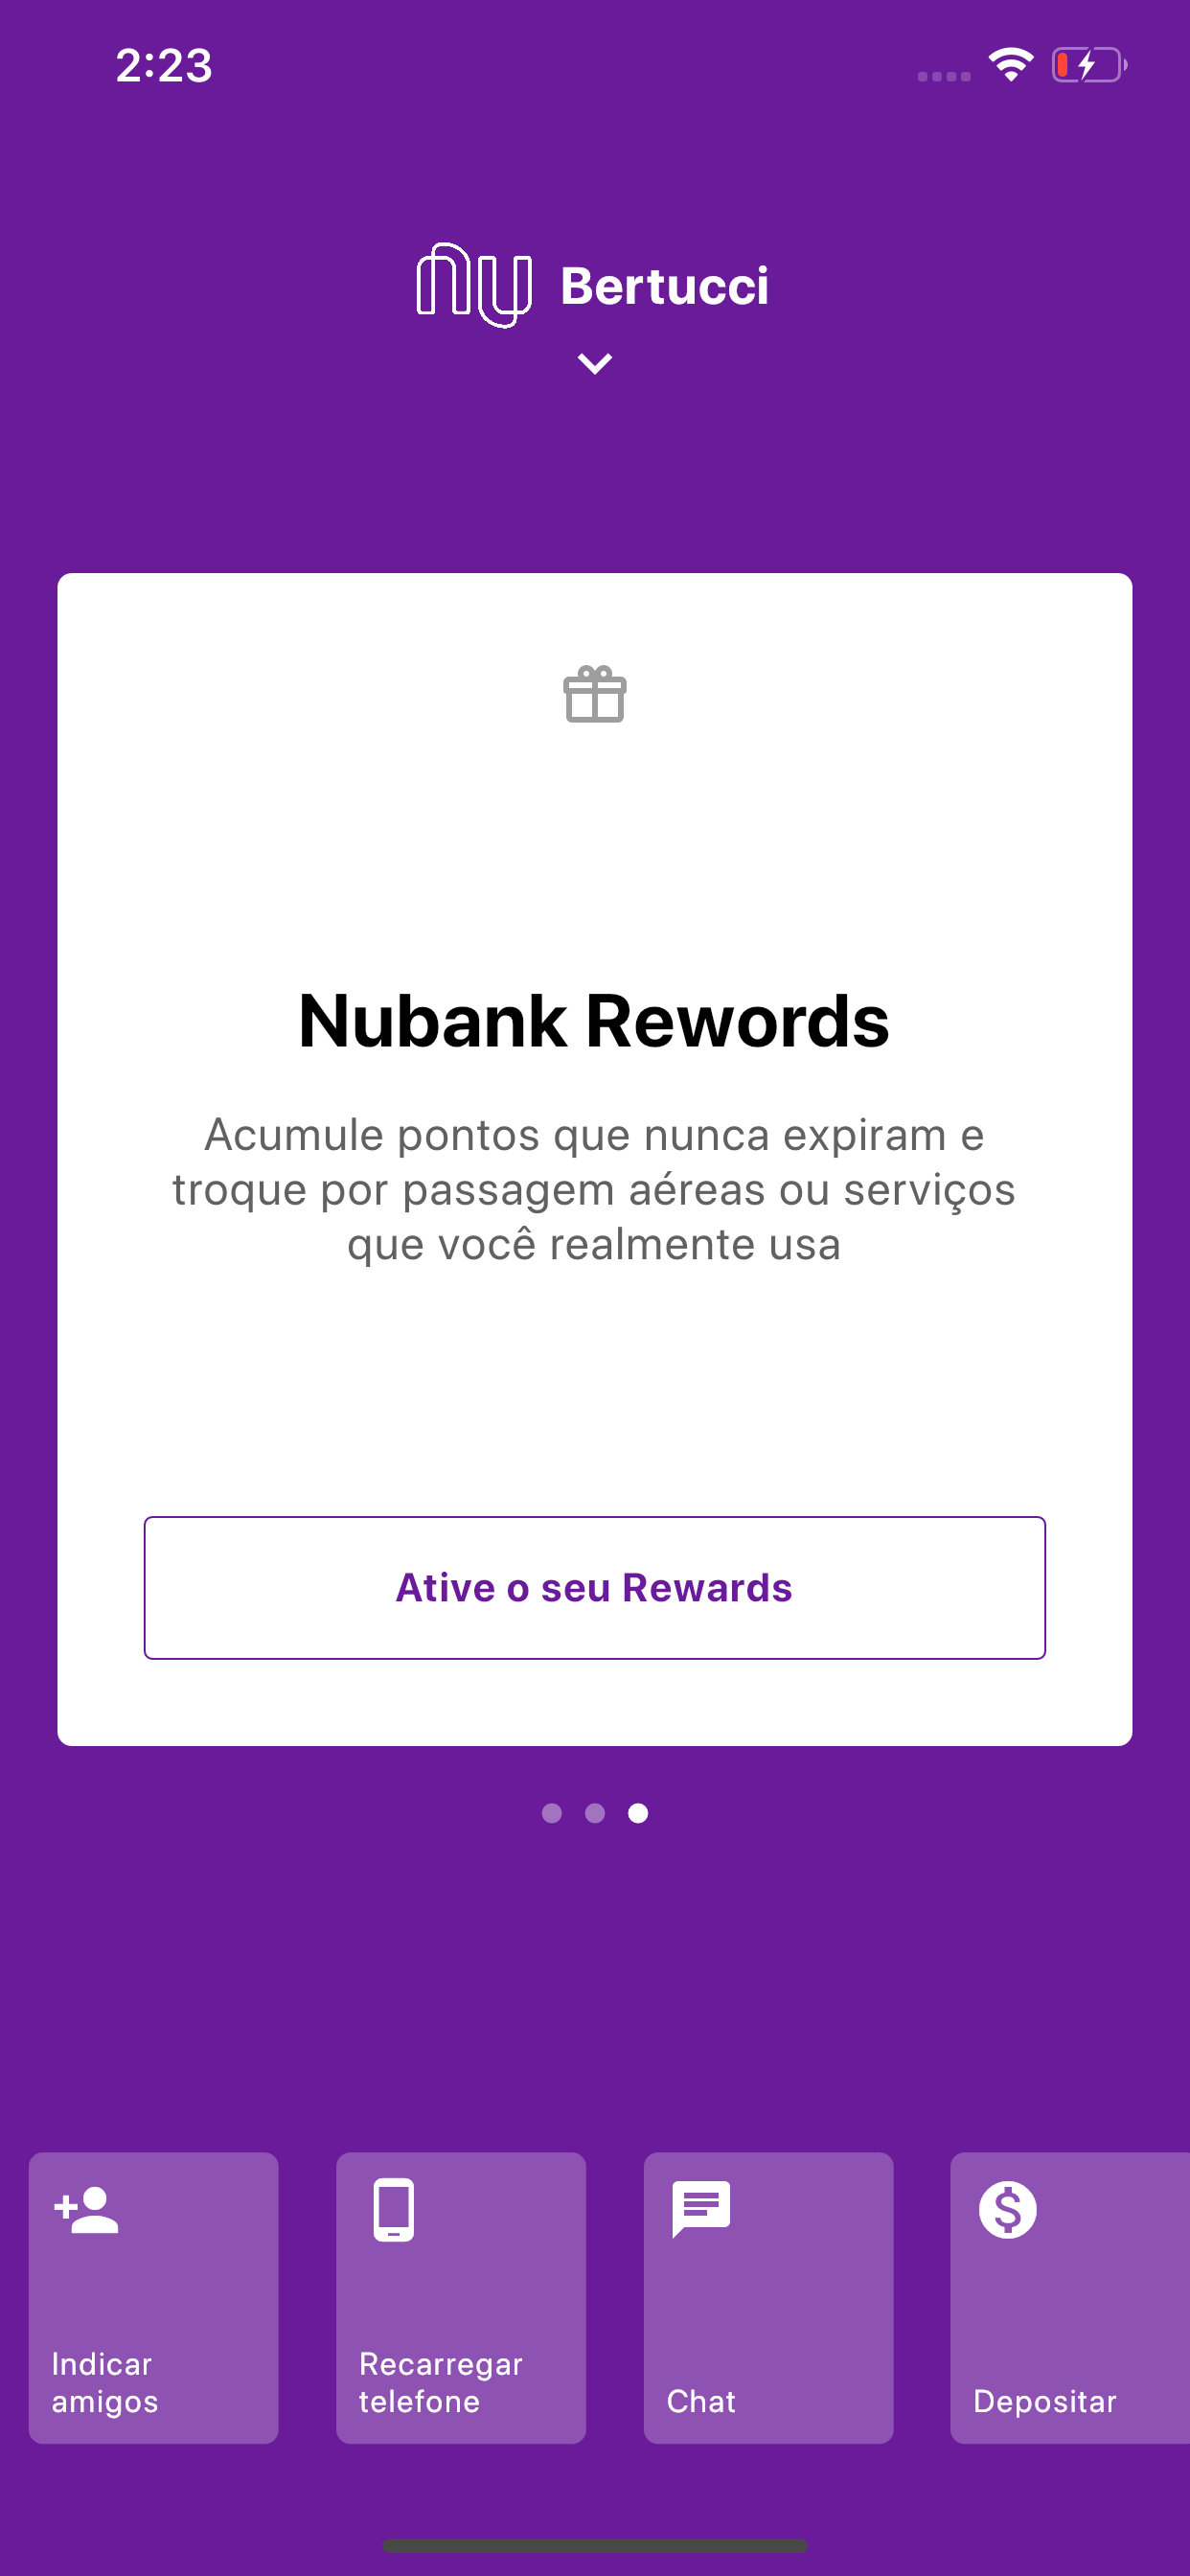 2:23
nu Bertucci
Nubank Rewords
Acumule pontos que nunca expiram e
troque por passagem aéreas ou serviços
que você realmente usa
Ative o seu Rewards
Indicar
amigos
Recarregar
telefone
Chat
Depositar